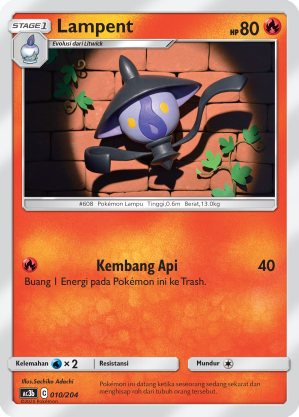 STAGE 1 Lampent HP 80
Evolusi dari Litwick
#608 Pokémon Lampu Tinggi, 0.6m Berat, 13.0kg
Kembang Api 40
Buang 1 Energi pada Pokémon ini ke Trash.
Kelemahan ×2 Resistansi Mundur
Illus. Sachiko Adachi
Pokémon ini datang ketika seseorang sedang sekarat dan
menghisap roh dari tubuh orang tersebut.
010/204